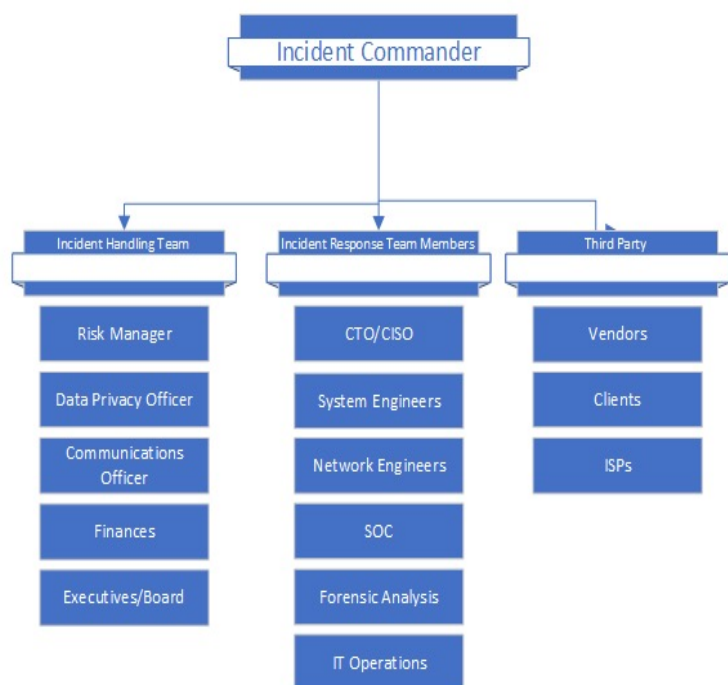 Incident Commander
Incident Handling Team
Risk Manager
Data Privacy Officer
Communications
Officer
Finances
Executives/Board
Incident Response Team Members
CTO/CISO
System Engineers
Network Engineers
SOC
Forensic Analysis
IT Operations
Third Party
Vendors
Clients
ISPs